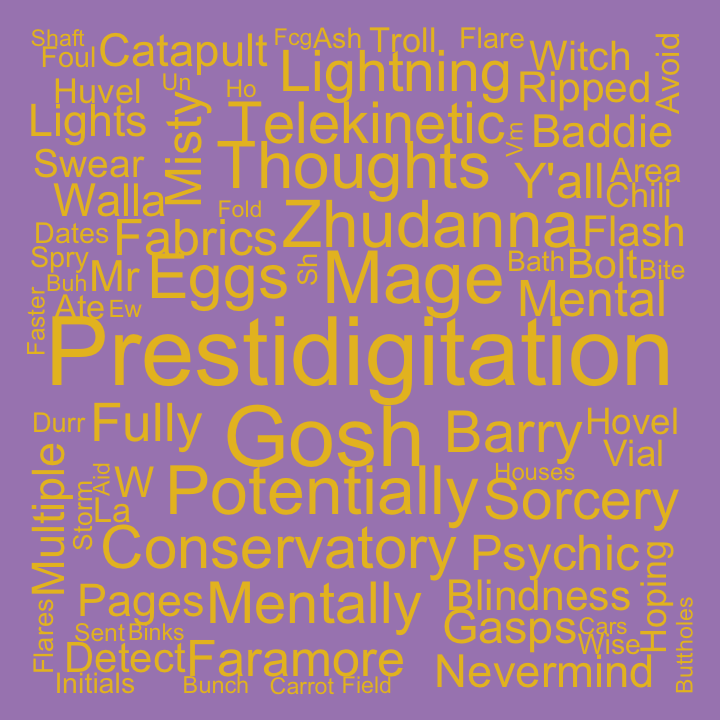 Shaft
Fcg
Ash
Troll
Flare
Avoid
Foul
Catapult
Witch
Un
Lightning
Huvel
Ho
Ripped
Misty
Lights
Telekinetic
Vm
Baddie
Thoughts
Swear
Y'all
Area
Walla
Chili
Fold
Zhudanna
Dates
Fabrics
Flash
Spry
Mr
Eggs
Sh
Mage
Bath
Bolt
Bite
Buh
Faster
Ate
Ew
Mental
Prestidigitation
Durr
Fully
Gosh
Barry
Hovel
Vial
Multiple
Aid
W
Potentially
Houses
Storm
La
Sorcery
Conservatory
Psychic
Hoping
Pages
Mentally
Blindness
Flares
Sent
Binks
Gasps
Cars
Wise
Buttholes
Detect
Faramore
Nevermind
Initials
Bunch
Carrot
Field